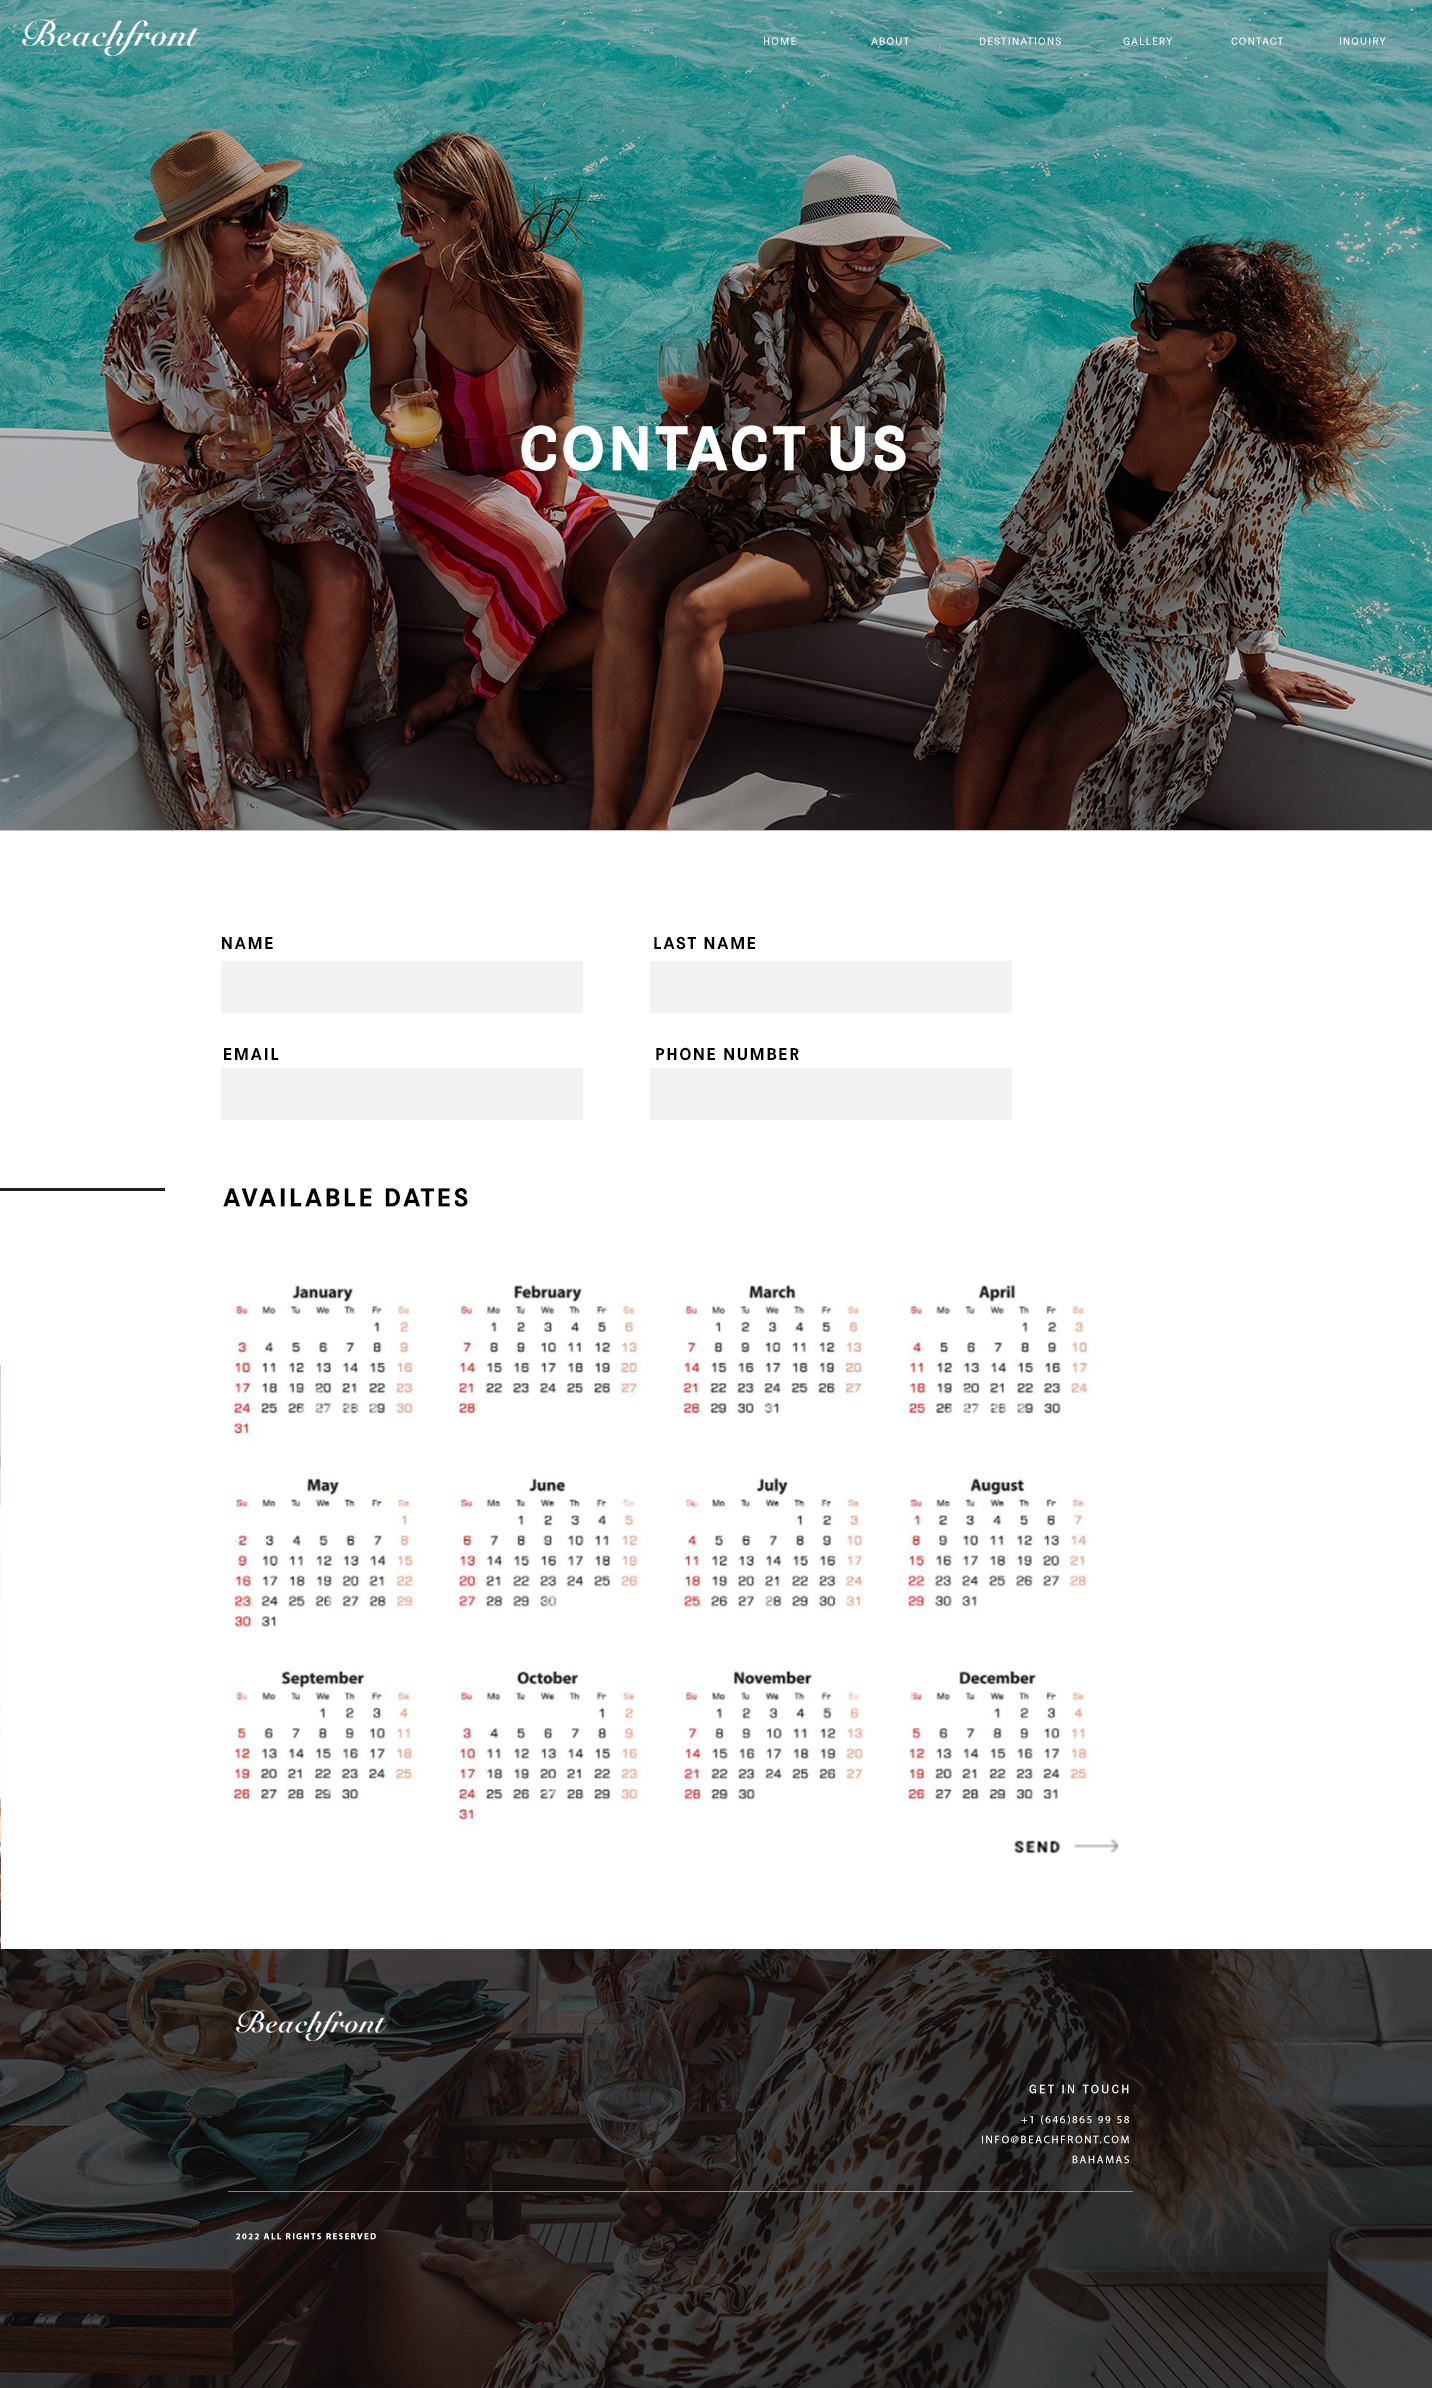 Beachfront
HOME ABOUT DESTINATIONS GALLERY CONTACT INQUIRY
CONTACT US
NAME LAST NAME
EMAIL PHONE NUMBER
AVAILABLE DATES
January
Su Mo Tu We Th Fr Sa
1 2
3 4 5 6 7 8 9
10 11 12 13 14 15 16
17 18 19 20 21 22 23
24 25 26 27 28 29 30
31
February
Su Mo Tu We Th Fr Sa
1 2 3 4 5 6
7 8 9 10 11 12 13
14 15 16 17 18 19 20
21 22 23 24 25 26 27
28
March
Su Mo Tu We Th Fr Sa
1 2 3 4 5 6
7 8 9 10 11 12 13
14 15 16 17 18 19 20
21 22 23 24 25 26 27
28 29 30 31
April
Su Mo Tu We Th Fr Sa
1 2 3
4 5 6 7 8 9 10
11 12 13 14 15 16 17
18 19 20 21 22 23 24
25 26 27 28 29 30
May
Su Mo Tu We Th Fr Sa
1
2 3 4 5 6 7 8
9 10 11 12 13 14 15
16 17 18 19 20 21 22
23 24 25 26 27 28 29
30 31
June
Su Mo Tu We Th Fr Sa
1 2 3 4 5
6 7 8 9 10 11 12
13 14 15 16 17 18 19
20 21 22 23 24 25 26
27 28 29 30
July
Su Mo Tu We Th Fr Sa
1 2 3
4 5 6 7 8 9 10
11 12 13 14 15 16 17
18 19 20 21 22 23 24
25 26 27 28 29 30 31
August
Su Mo Tu We Th Fr Sa
1 2 3 4 5 6 7
8 9 10 11 12 13 14
15 16 17 18 19 20 21
22 23 24 25 26 27 28
29 30 31
September
Su Mo Tu We Th Fr Sa
1 2 3 4
5 6 7 8 9 10 11
12 13 14 15 16 17 18
19 20 21 22 23 24 25
26 27 28 29 30
October
Su Mo Tu We Th Fr Sa
1 2
3 4 5 6 7 8 9
10 11 12 13 14 15 16
17 18 19 20 21 22 23
24 25 26 27 28 29 30
31
November
Su Mo Tu We Th Fr Sa
1 2 3 4 5 6
7 8 9 10 11 12 13
14 15 16 17 18 19 20
21 22 23 24 25 26 27
28 29 30
December
Su Mo Tu We Th Fr Sa
1 2 3 4
5 6 7 8 9 10 11
12 13 14 15 16 17 18
19 20 21 22 23 24 25
26 27 28 29 30 31
SEND
Beachfront
GET IN TOUCH
+1 (646)865 99 58
INFO@BEACHFRONT.COM
BAHAMAS
2022 ALL RIGHTS RESERVED